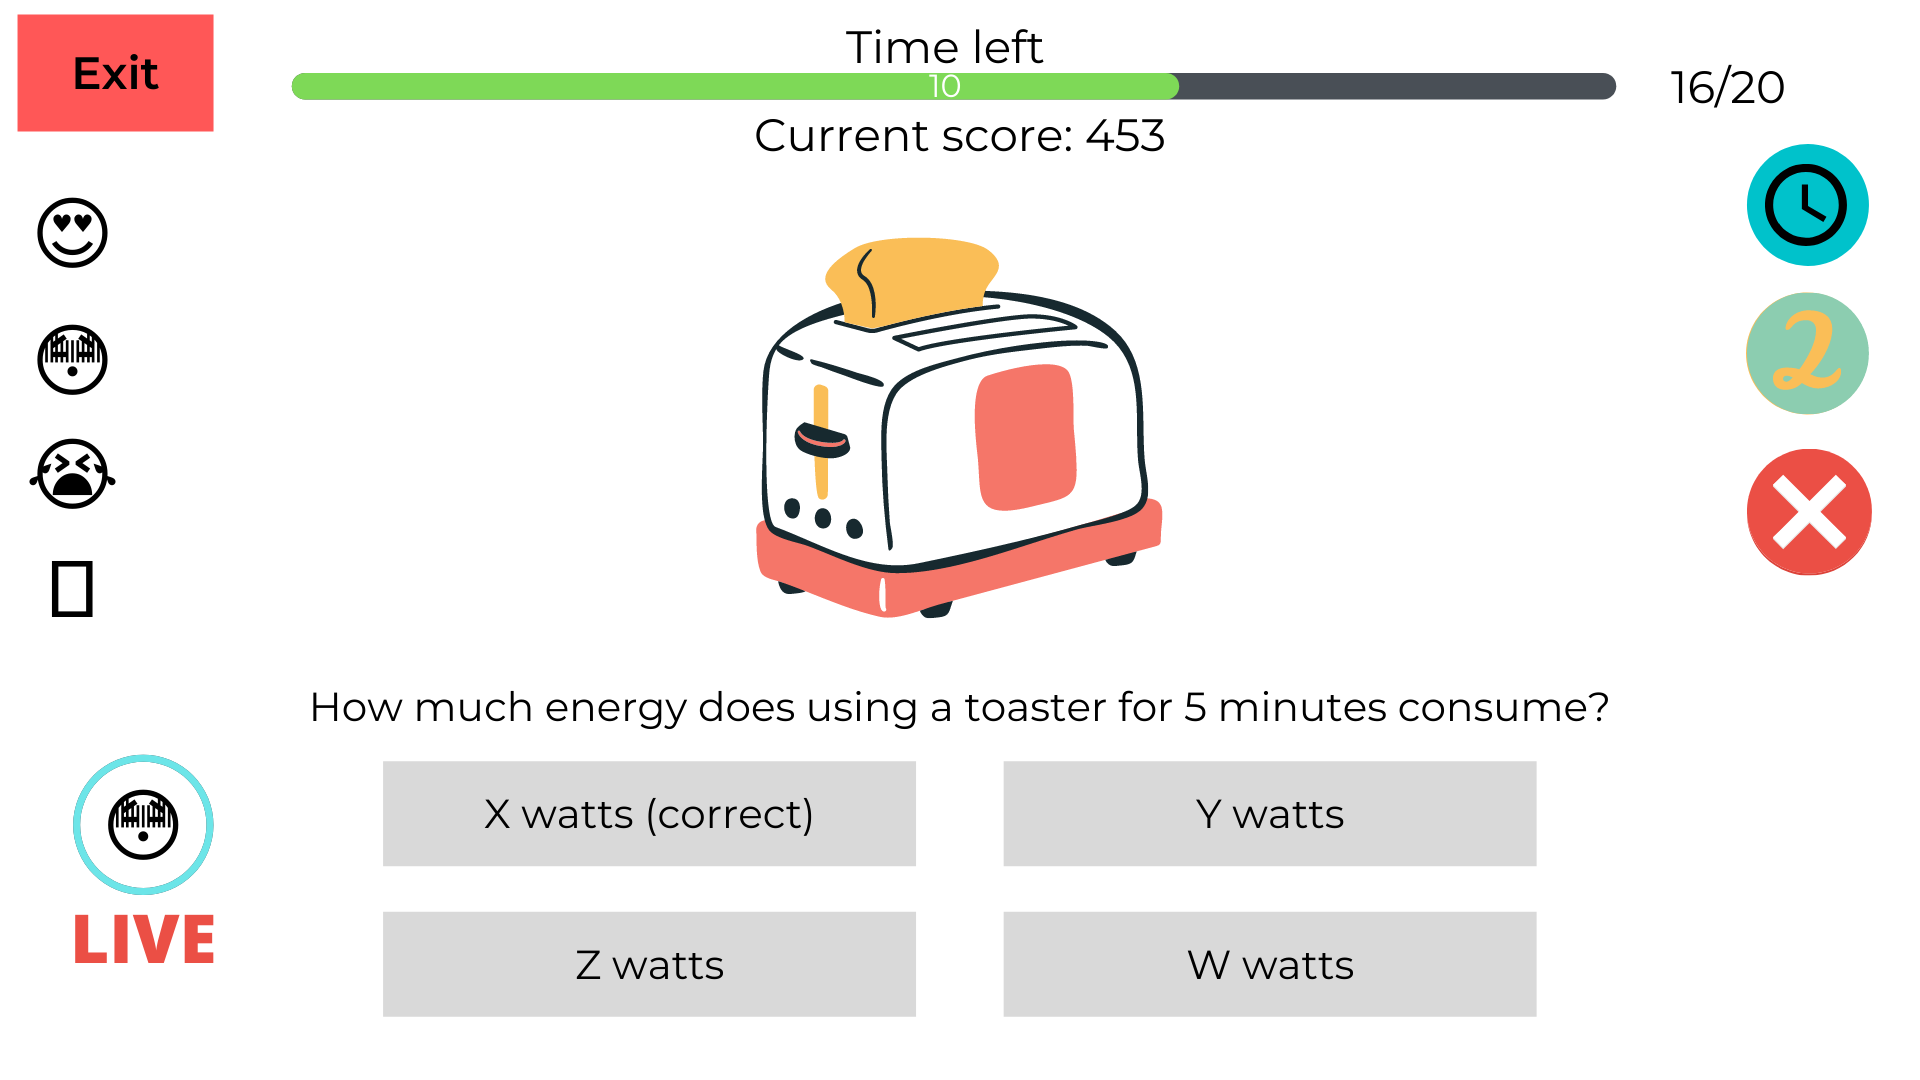 Exit
Time left
10
16/20
Current score: 453
2
How much energy does using a toaster for 5 minutes consume?
X watts (correct)
Y watts
Z watts
W watts
LIVE